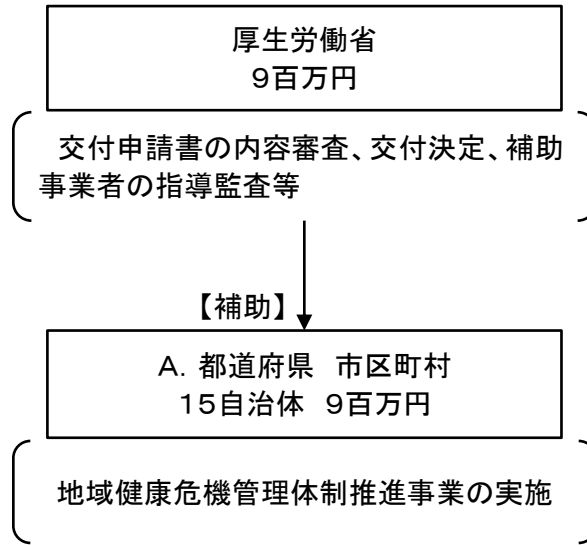 厚生労働省
9百万円
交付申請書の内容審査、交付決定、補助
事業者の指導監査等
【補助】
A. 都道府県　市区町村
15自治体　9百万円
地域健康危機管理体制推進事業の実施